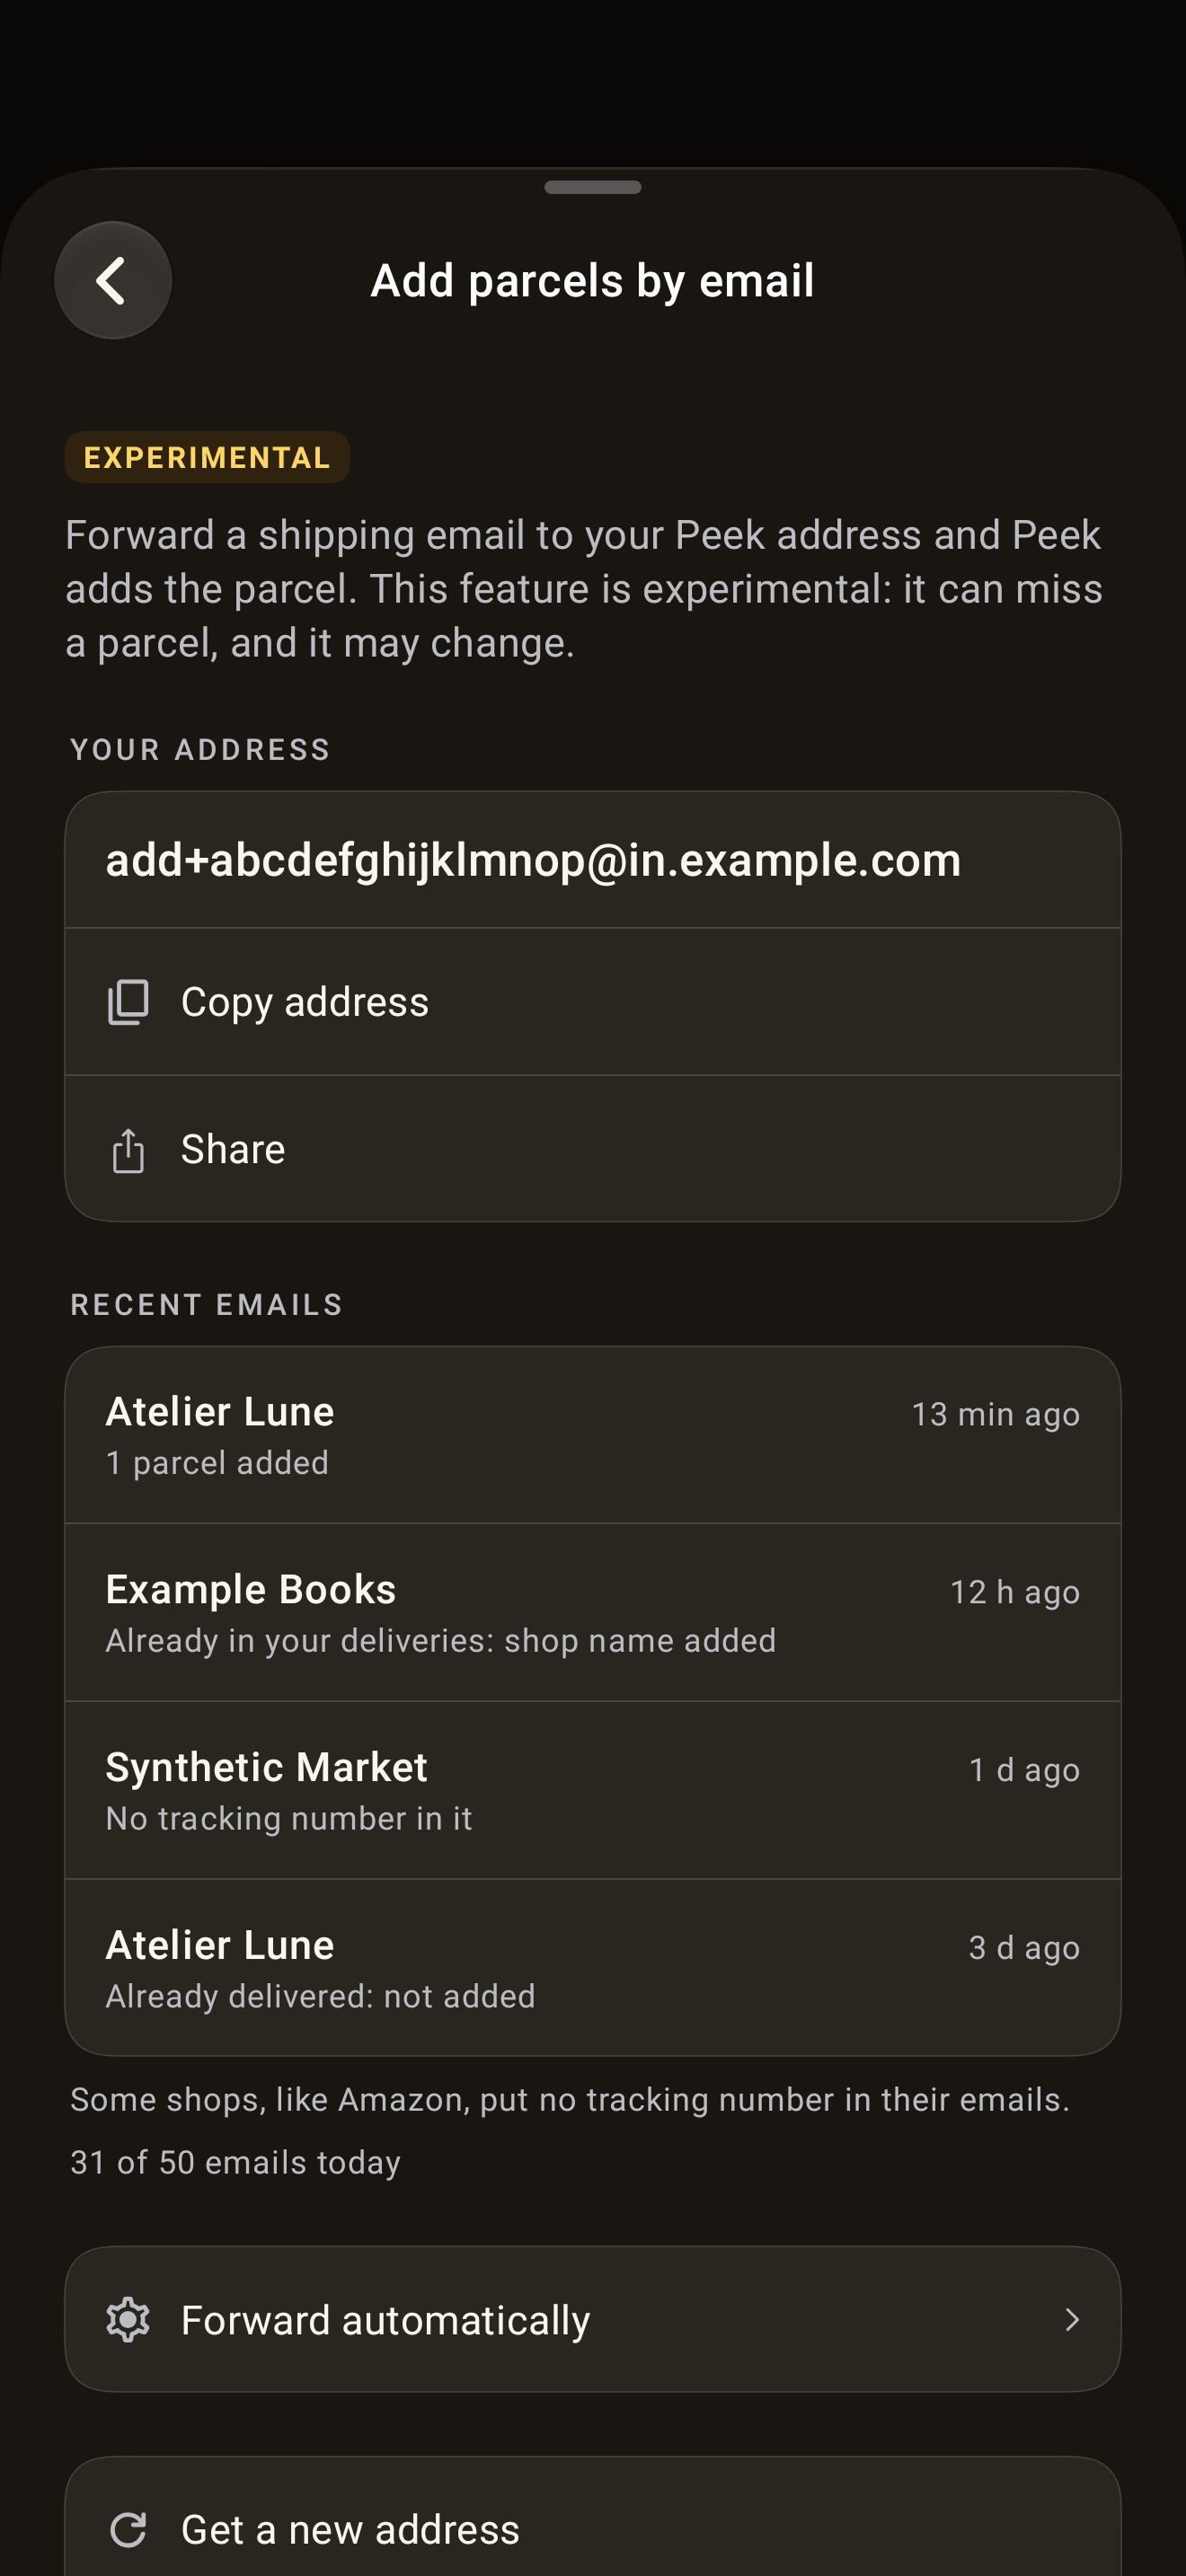 Add parcels by email
EXPERIMENTAL
Forward a shipping email to your Peek address and Peek
adds the parcel. This feature is experimental: it can miss
a parcel, and it may change.
YOUR ADDRESS
add+abcdefghijklmnop@in.example.com
Copy address
Share
RECENT EMAILS
Atelier Lune
13 min ago
1 parcel added
Example Books
12 h ago
Already in your deliveries: shop name added
Synthetic Market
1 d ago
No tracking number in it
Atelier Lune
3 d ago
Already delivered: not added
Some shops, like Amazon, put no tracking number in their emails.
31 of 50 emails today
Forward automatically
Get a new address